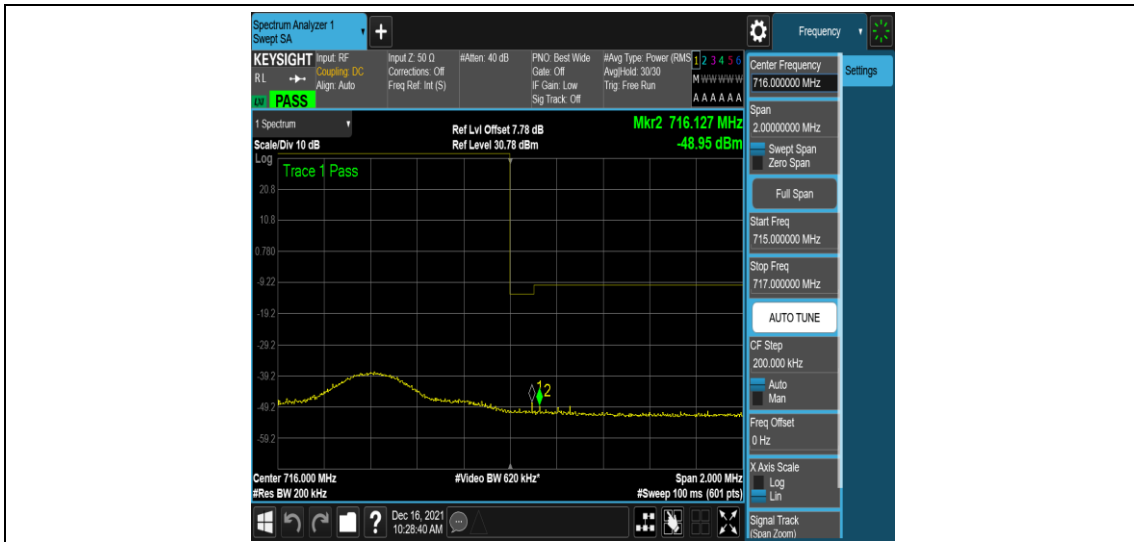 Spectrum Analyzer 1
Swept SA
+
Frequency
KEYSIGHT
RL
LXI
PASS
Input: RF
Coupling: DC
Align: Auto
Input Z: 50 Ω
Corrections: Off
Freq Ref: Int (S)
#Atten: 40 dB
PNO: Best Wide
Gate: Off
IF Gain: Low
Sig Track: Off
#Avg Type: Power (RMS
Avg|Hold: 30/30
Trig: Free Run
1 2 3 4 5 6
M W W W W W
A A A A A A
1 Spectrum
Scale/Div 10 dB
Ref Lvl Offset 7.78 dB
Ref Level 30.78 dBm
Mkr2 716.127 MHz
-48.95 dBm
Log
Trace 1 Pass
20.8
10.8
0.780
-9.22
-19.2
-29.2
-39.2
-49.2
-59.2
1 2
Center 716.000 MHz
#Res BW 200 kHz
#Video BW 620 kHz*
Span 2.000 MHz
#Sweep 100 ms (601 pts)
Center Frequency
716.000000 MHz
Settings
Span
2.00000000 MHz
Swept Span
Zero Span
Full Span
Start Freq
715.000000 MHz
Stop Freq
717.000000 MHz
AUTO TUNE
CF Step
200.000 kHz
Auto
Man
Freq Offset
0 Hz
X Axis Scale
Log
Lin
Signal Track
(Span Zoom)
?
Dec 16, 2021
10:28:40 AM